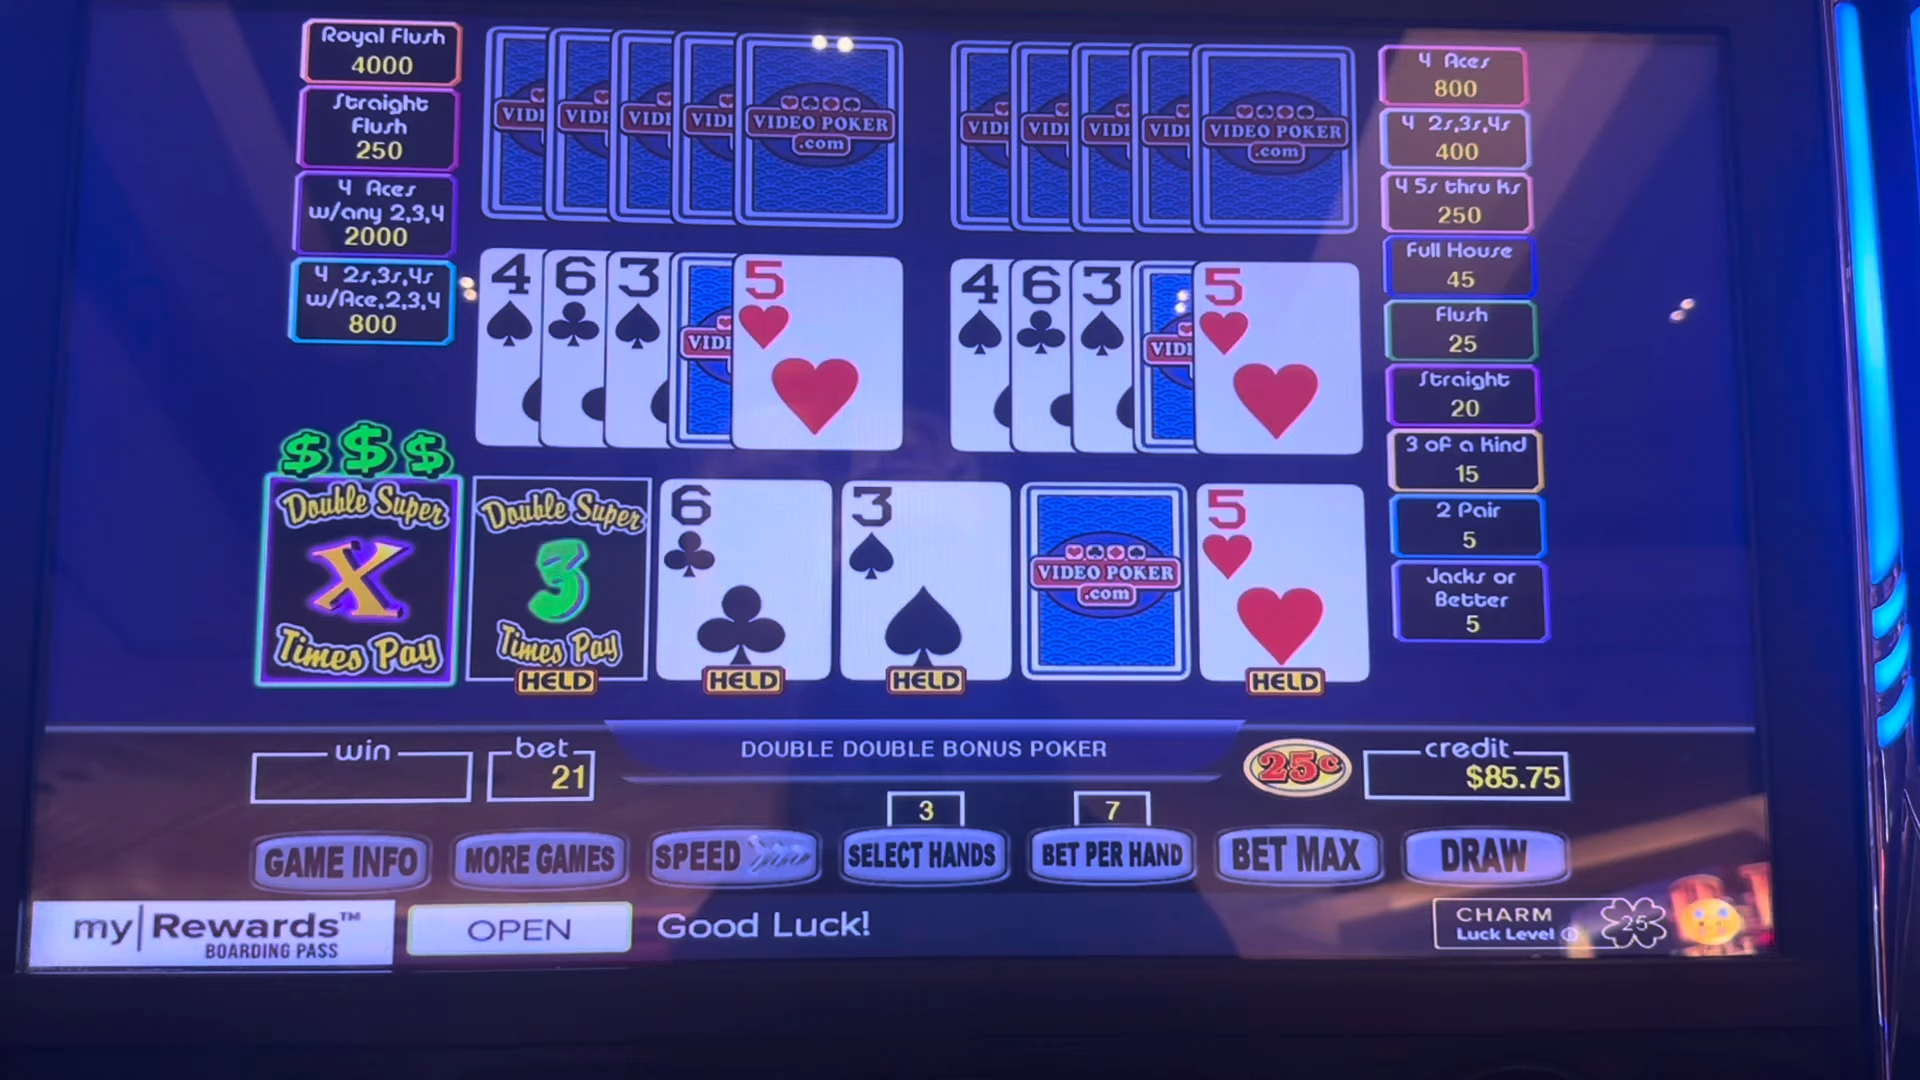 Royal Flush
4000
Straight
Flush
250
4 Aces
w/any 2,3,4
2000
4 2s,3s,4s
w/Ace,2,3,4
800
VIDEO POKER
.com
VIDEO POKER
.com
4 6 3 5
4 6 3 5
4 Aces
800
4 2s,3s,4s
400
4 5s thru Ks
250
Full House
45
Flush
25
Straight
20
3 of a Kind
15
2 Pair
5
Jacks or
Better
5
$ $ $
Double Super
X
Times Pay
Double Super
3
Times Pay
HELD
6
HELD
3
HELD
VIDEO POKER
.com
5
HELD
win
bet
21
DOUBLE DOUBLE BONUS POKER
25¢
credit
$85.75
3
7
GAME INFO
MORE GAMES
SPEED
SELECT HANDS
BET PER HAND
BET MAX
DRAW
my|Rewards™
BOARDING PASS
OPEN
Good Luck!
CHARM
Luck Level
25